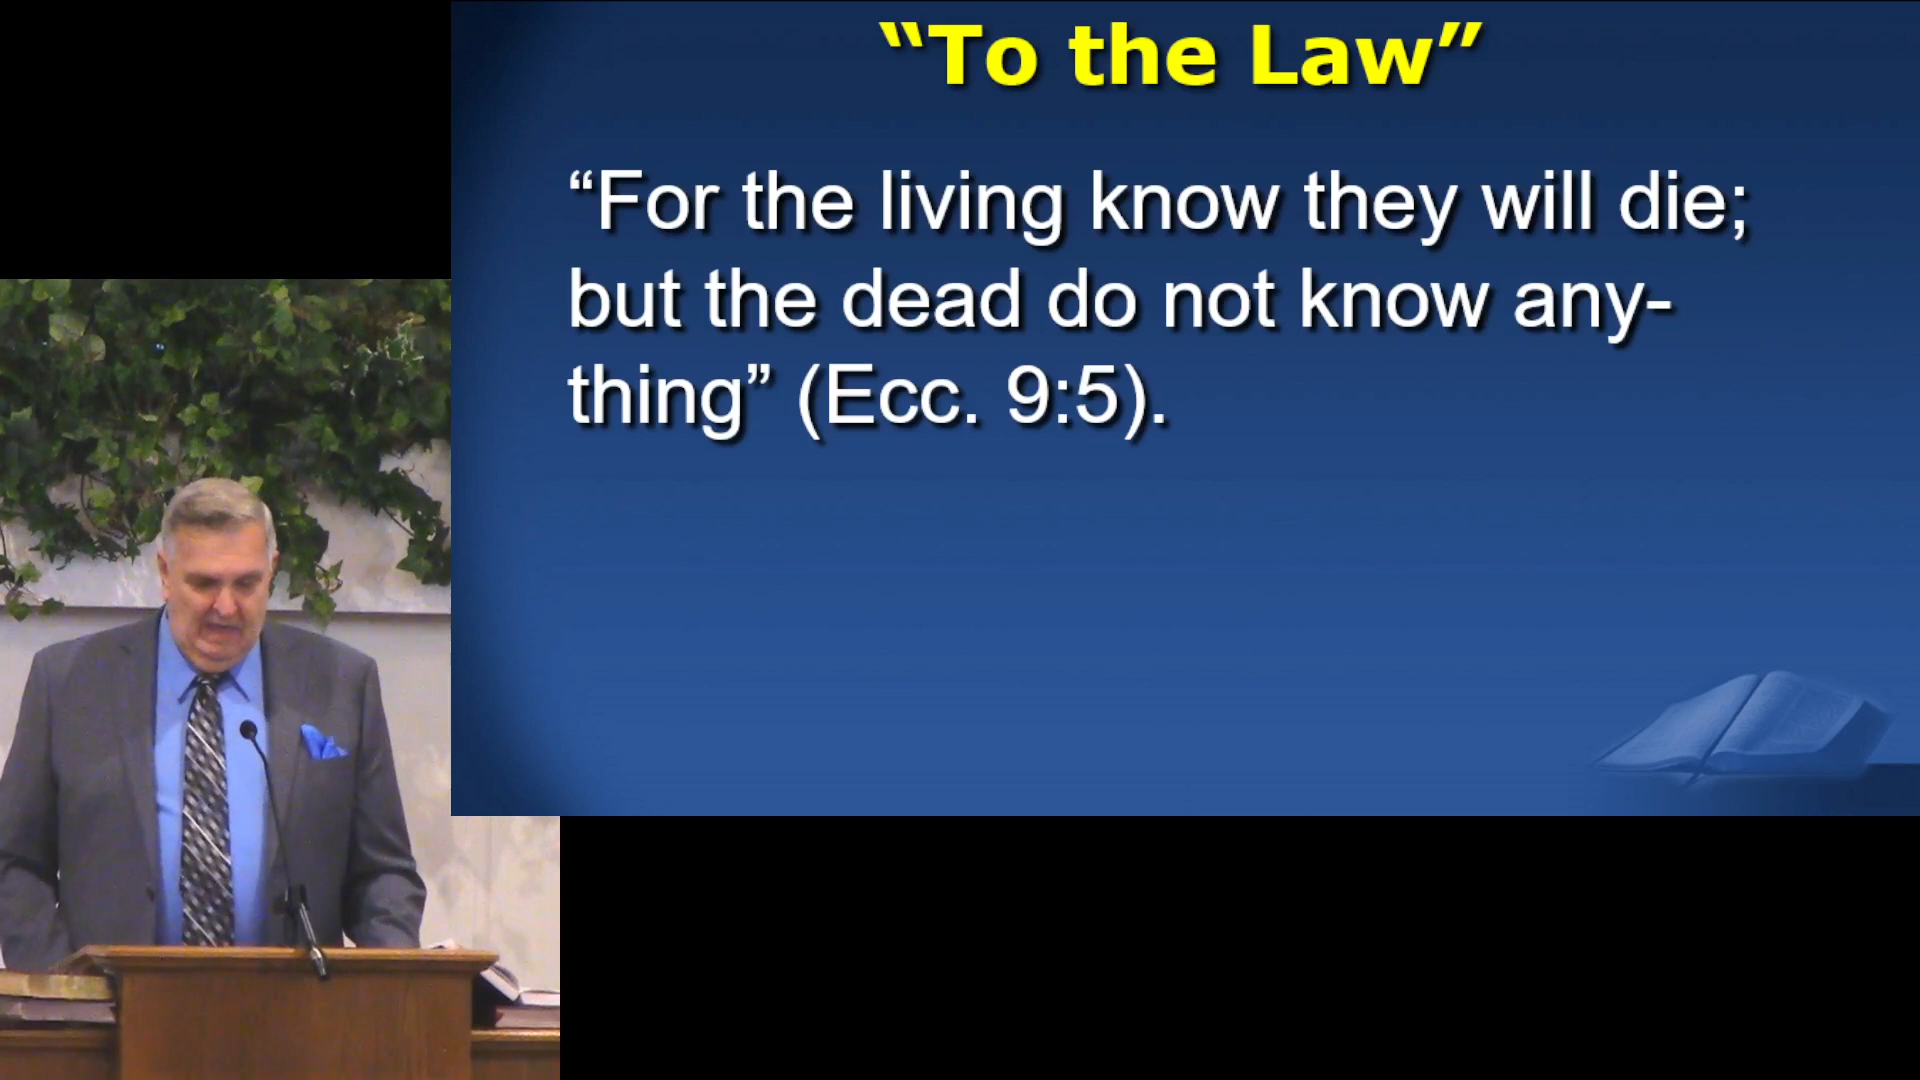 “To the Law”
“For the living know they will die;
but the dead do not know any-
thing” (Ecc. 9:5).